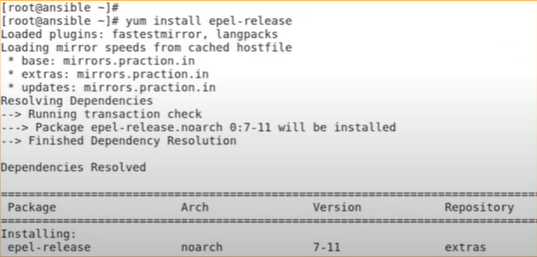 [root@ansible ~]#
[root@ansible ~]# yum install epel-release
Loaded plugins: fastestmirror, langpacks
Loading mirror speeds from cached hostfile
 * base: mirrors.praction.in
 * extras: mirrors.praction.in
 * updates: mirrors.praction.in
Resolving Dependencies
--> Running transaction check
---> Package epel-release.noarch 0:7-11 will be installed
--> Finished Dependency Resolution

Dependencies Resolved

================================================================
 Package Arch Version Repository
================================================================
Installing:
 epel-release noarch 7-11 extras